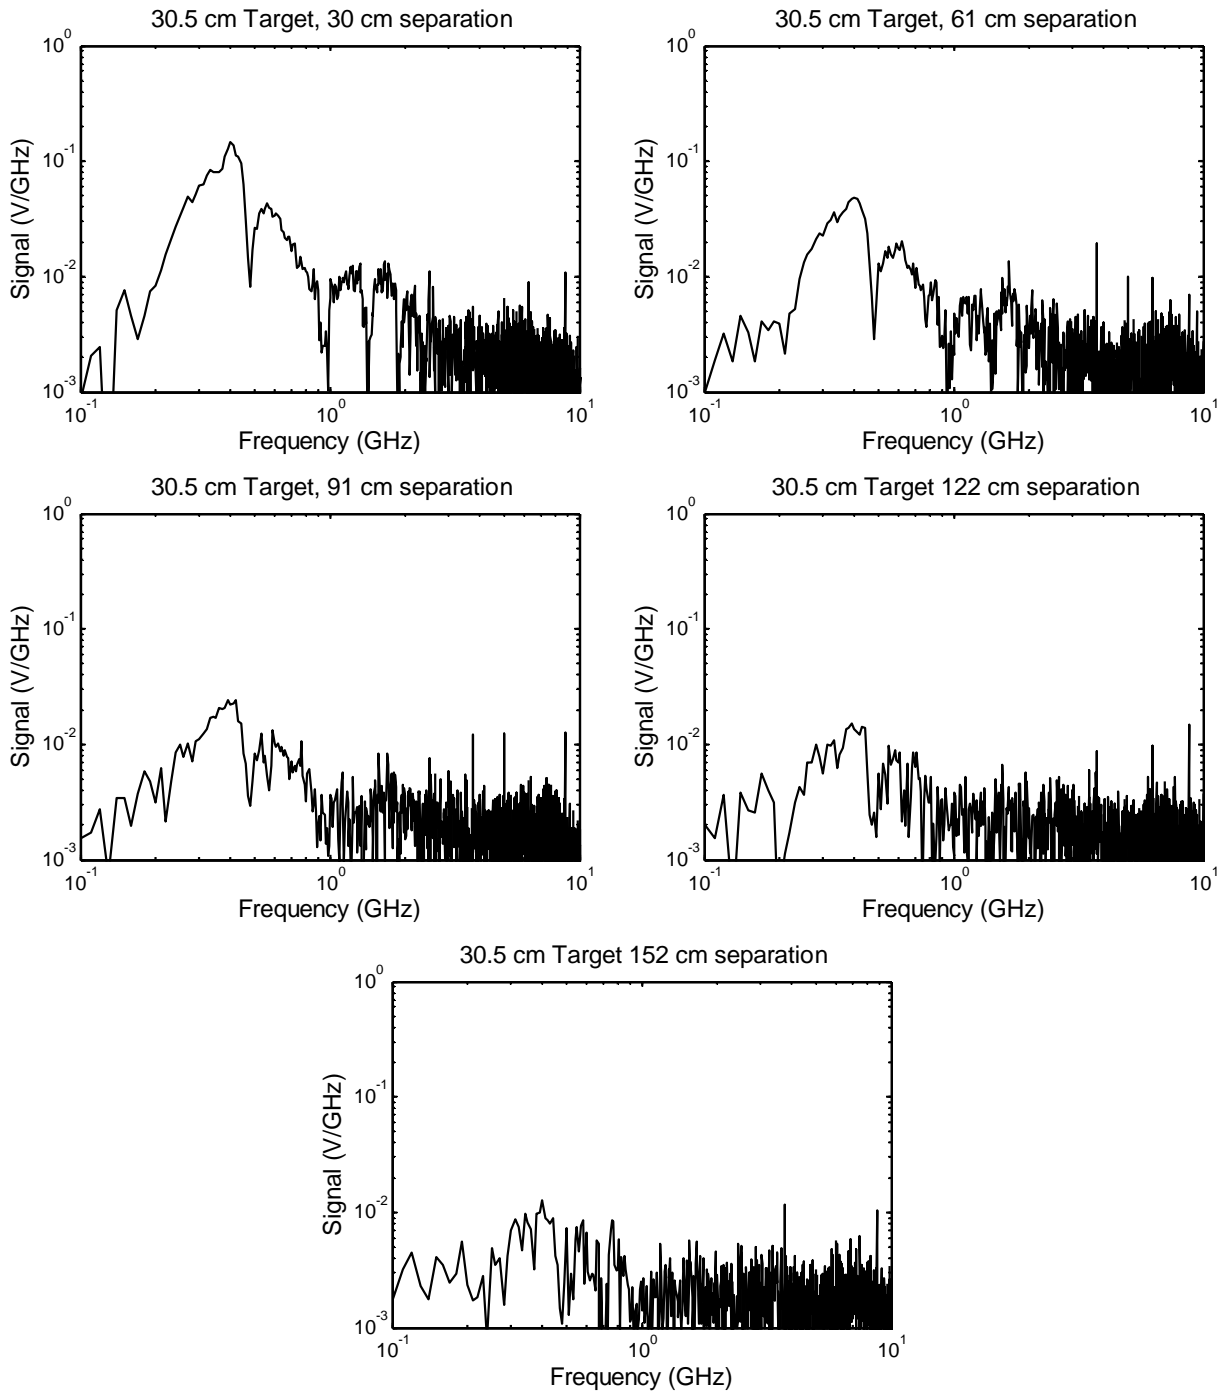 30.5 cm Target, 30 cm separation
10^0
10^-1
10^-2
10^-3
Signal (V/GHz)
10^-1 10^0 10^1
Frequency (GHz)
30.5 cm Target, 61 cm separation
10^0
10^-1
10^-2
10^-3
Signal (V/GHz)
10^-1 10^0 10^1
Frequency (GHz)
30.5 cm Target, 91 cm separation
10^0
10^-1
10^-2
10^-3
Signal (V/GHz)
10^-1 10^0 10^1
Frequency (GHz)
30.5 cm Target 122 cm separation
10^0
10^-1
10^-2
10^-3
Signal (V/GHz)
10^-1 10^0 10^1
Frequency (GHz)
30.5 cm Target 152 cm separation
10^0
10^-1
10^-2
10^-3
Signal (V/GHz)
10^-1 10^0 10^1
Frequency (GHz)